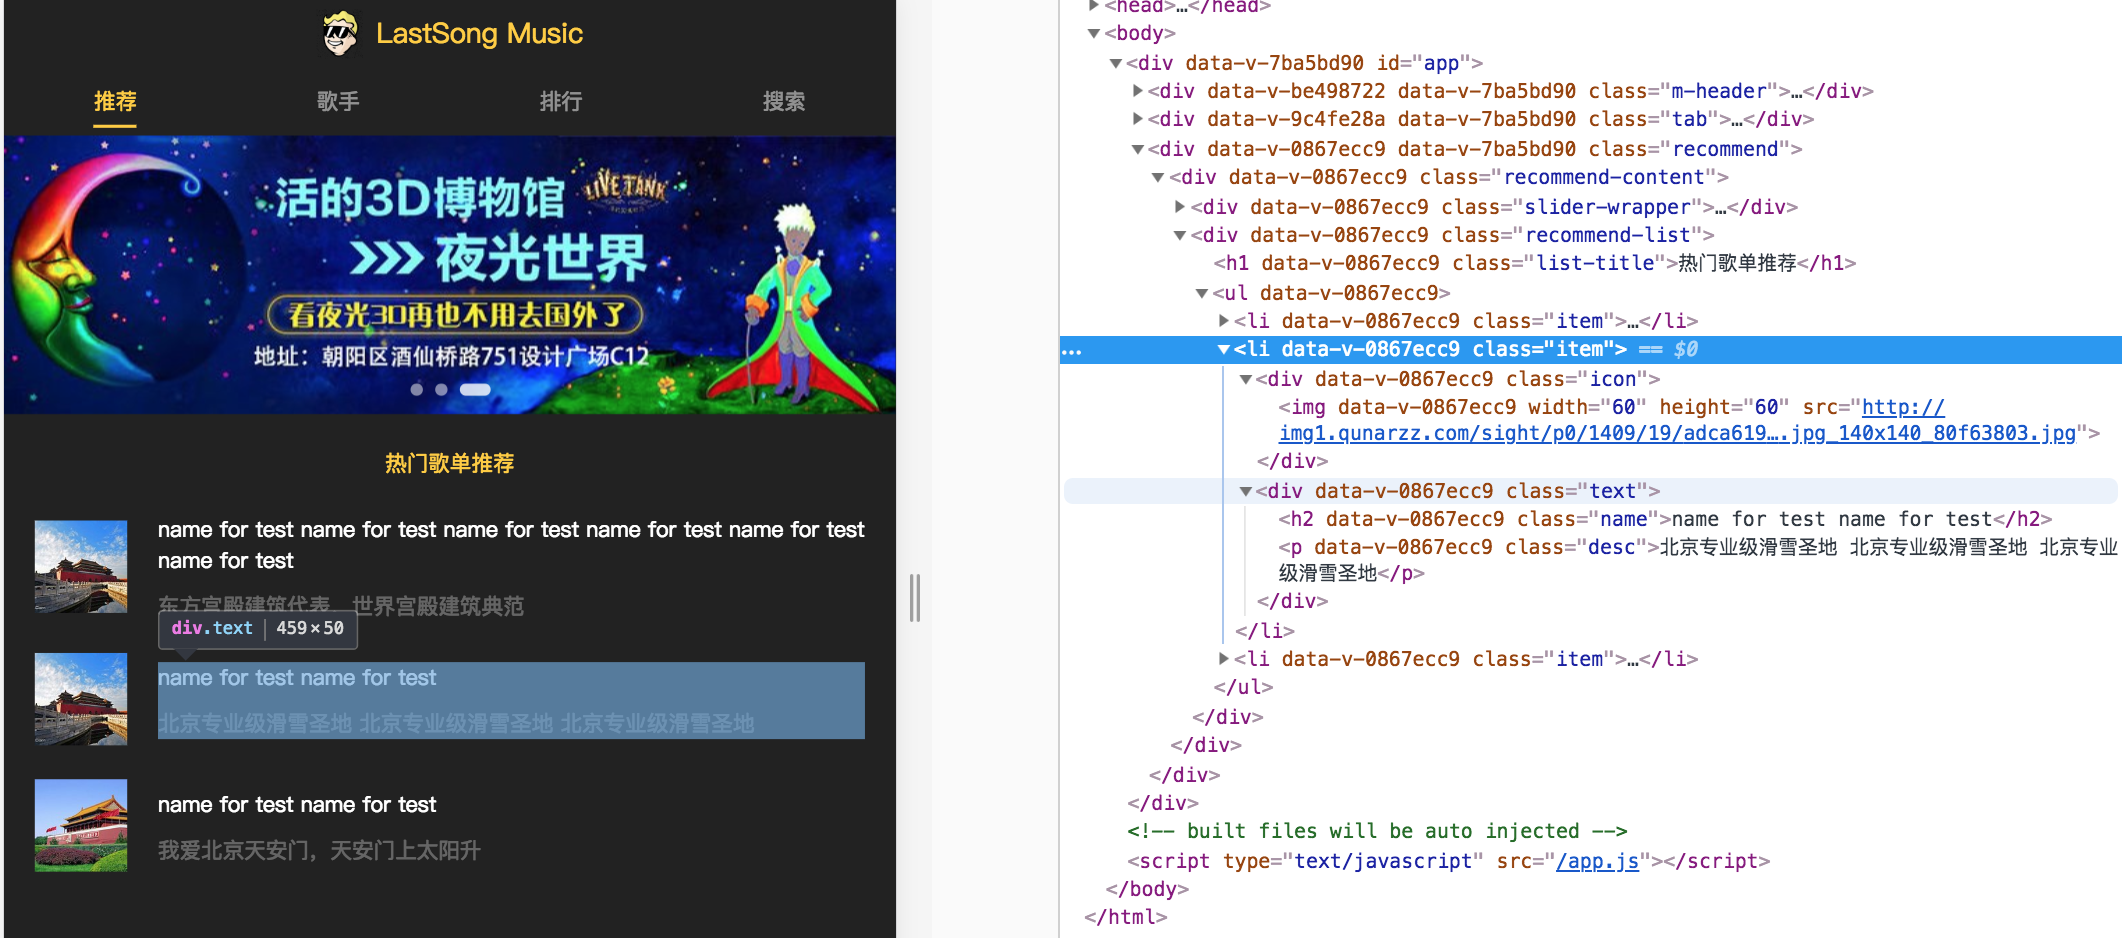 LastSong Music
推荐 歌手 排行 搜索
活的3D博物馆 LIVE TANK
>>> 夜光世界
看夜光3D再也不用去国外了
地址：朝阳区酒仙桥路751设计广场C12
热门歌单推荐
name for test name for test name for test name for test name for test
name for test
东方宫殿建筑代表，世界宫殿建筑典范
div.text | 459×50
name for test name for test
北京专业级滑雪圣地 北京专业级滑雪圣地 北京专业级滑雪圣地
name for test name for test
我爱北京天安门，天安门上太阳升
▶<head>…</head>
▼<body>
▼<div data-v-7ba5bd90 id="app">
▶<div data-v-be498722 data-v-7ba5bd90 class="m-header">…</div>
▶<div data-v-9c4fe28a data-v-7ba5bd90 class="tab">…</div>
▼<div data-v-0867ecc9 data-v-7ba5bd90 class="recommend">
▼<div data-v-0867ecc9 class="recommend-content">
▶<div data-v-0867ecc9 class="slider-wrapper">…</div>
▼<div data-v-0867ecc9 class="recommend-list">
<h1 data-v-0867ecc9 class="list-title">热门歌单推荐</h1>
▼<ul data-v-0867ecc9>
▶<li data-v-0867ecc9 class="item">…</li>
… ▼<li data-v-0867ecc9 class="item"> == $0
▼<div data-v-0867ecc9 class="icon">
<img data-v-0867ecc9 width="60" height="60" src="http://
img1.qunarzz.com/sight/p0/1409/19/adca619….jpg_140x140_80f63803.jpg">
</div>
▼<div data-v-0867ecc9 class="text">
<h2 data-v-0867ecc9 class="name">name for test name for test</h2>
<p data-v-0867ecc9 class="desc">北京专业级滑雪圣地 北京专业级滑雪圣地 北京专业
级滑雪圣地</p>
</div>
</li>
▶<li data-v-0867ecc9 class="item">…</li>
</ul>
</div>
</div>
</div>
</div>
<!-- built files will be auto injected -->
<script type="text/javascript" src="/app.js"></script>
</body>
</html>